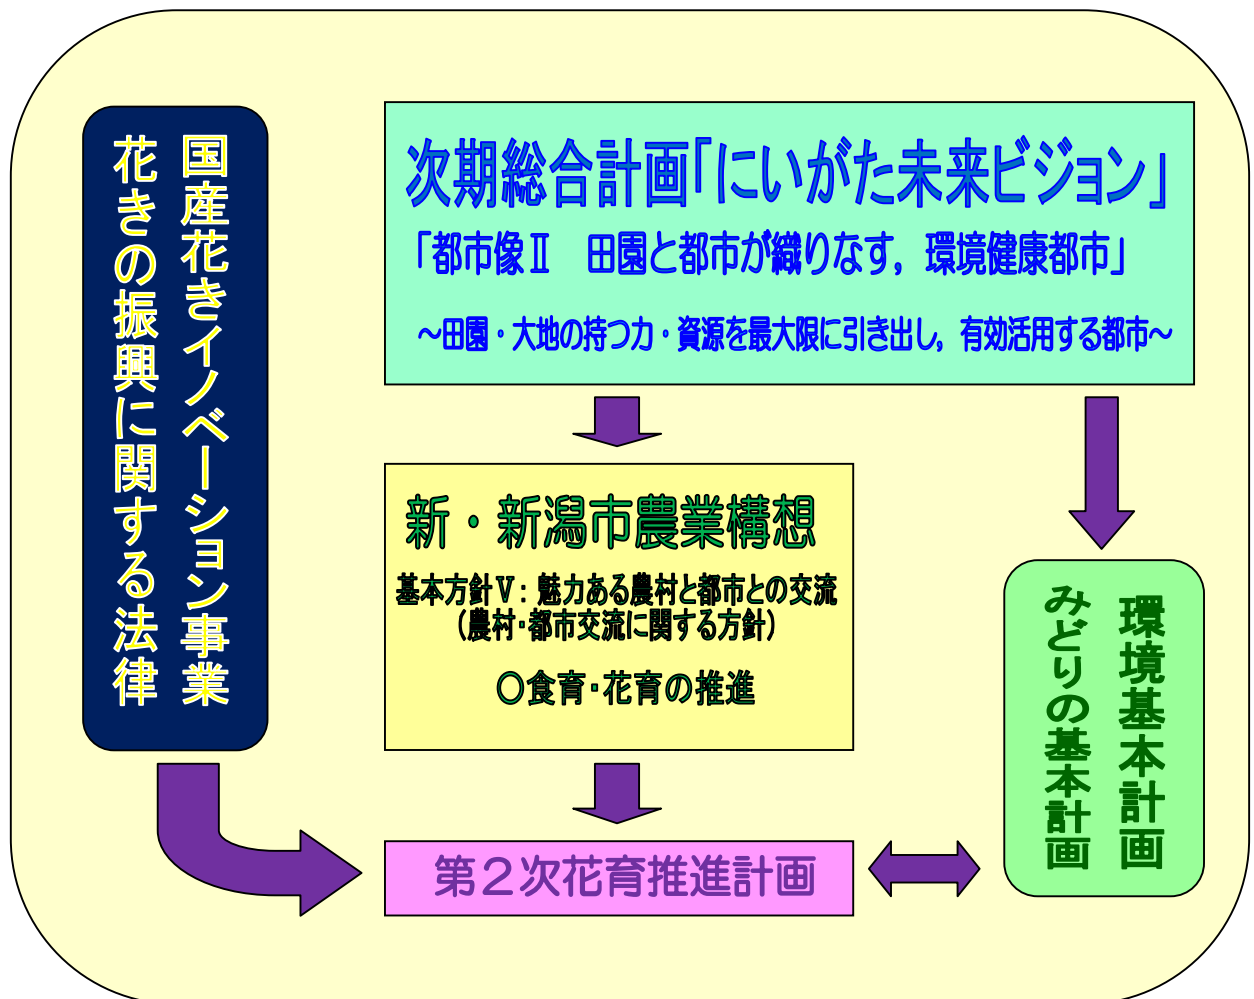 国産花きイノベーション事業
花きの振興に関する法律
次期総合計画「にいがた未来ビジョン」
「都市像Ⅱ　田園と都市が織りなす，環境健康都市」
～田園・大地の持つ力・資源を最大限に引き出し，有効活用する都市～
新・新潟市農業構想
基本方針Ⅴ：魅力ある農村と都市との交流
（農村・都市交流に関する方針）
○食育・花育の推進
環境基本計画
みどりの基本計画
第２次花育推進計画